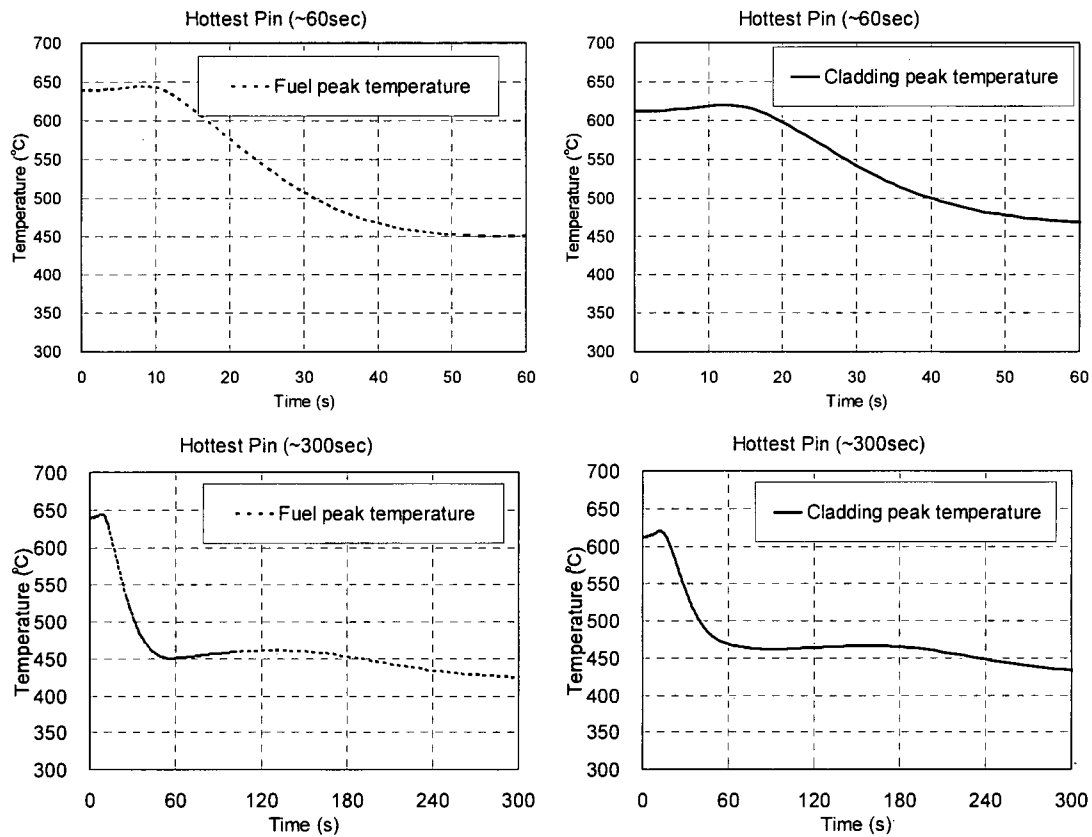 Hottest Pin (~60sec)
700
650
600
550
500
450
400
350
300
Temperature (°C)
Fuel peak temperature
0 10 20 30 40 50 60
Time (s)
Hottest Pin (~60sec)
700
650
600
550
500
450
400
350
300
Temperature (°C)
Cladding peak temperature
0 10 20 30 40 50 60
Time (s)
Hottest Pin (~300sec)
700
650
600
550
500
450
400
350
300
Temperature (°C)
Fuel peak temperature
0 60 120 180 240 300
Time (s)
Hottest Pin (~300sec)
700
650
600
550
500
450
400
350
300
Temperature (°C)
Cladding peak temperature
0 60 120 180 240 300
Time (s)